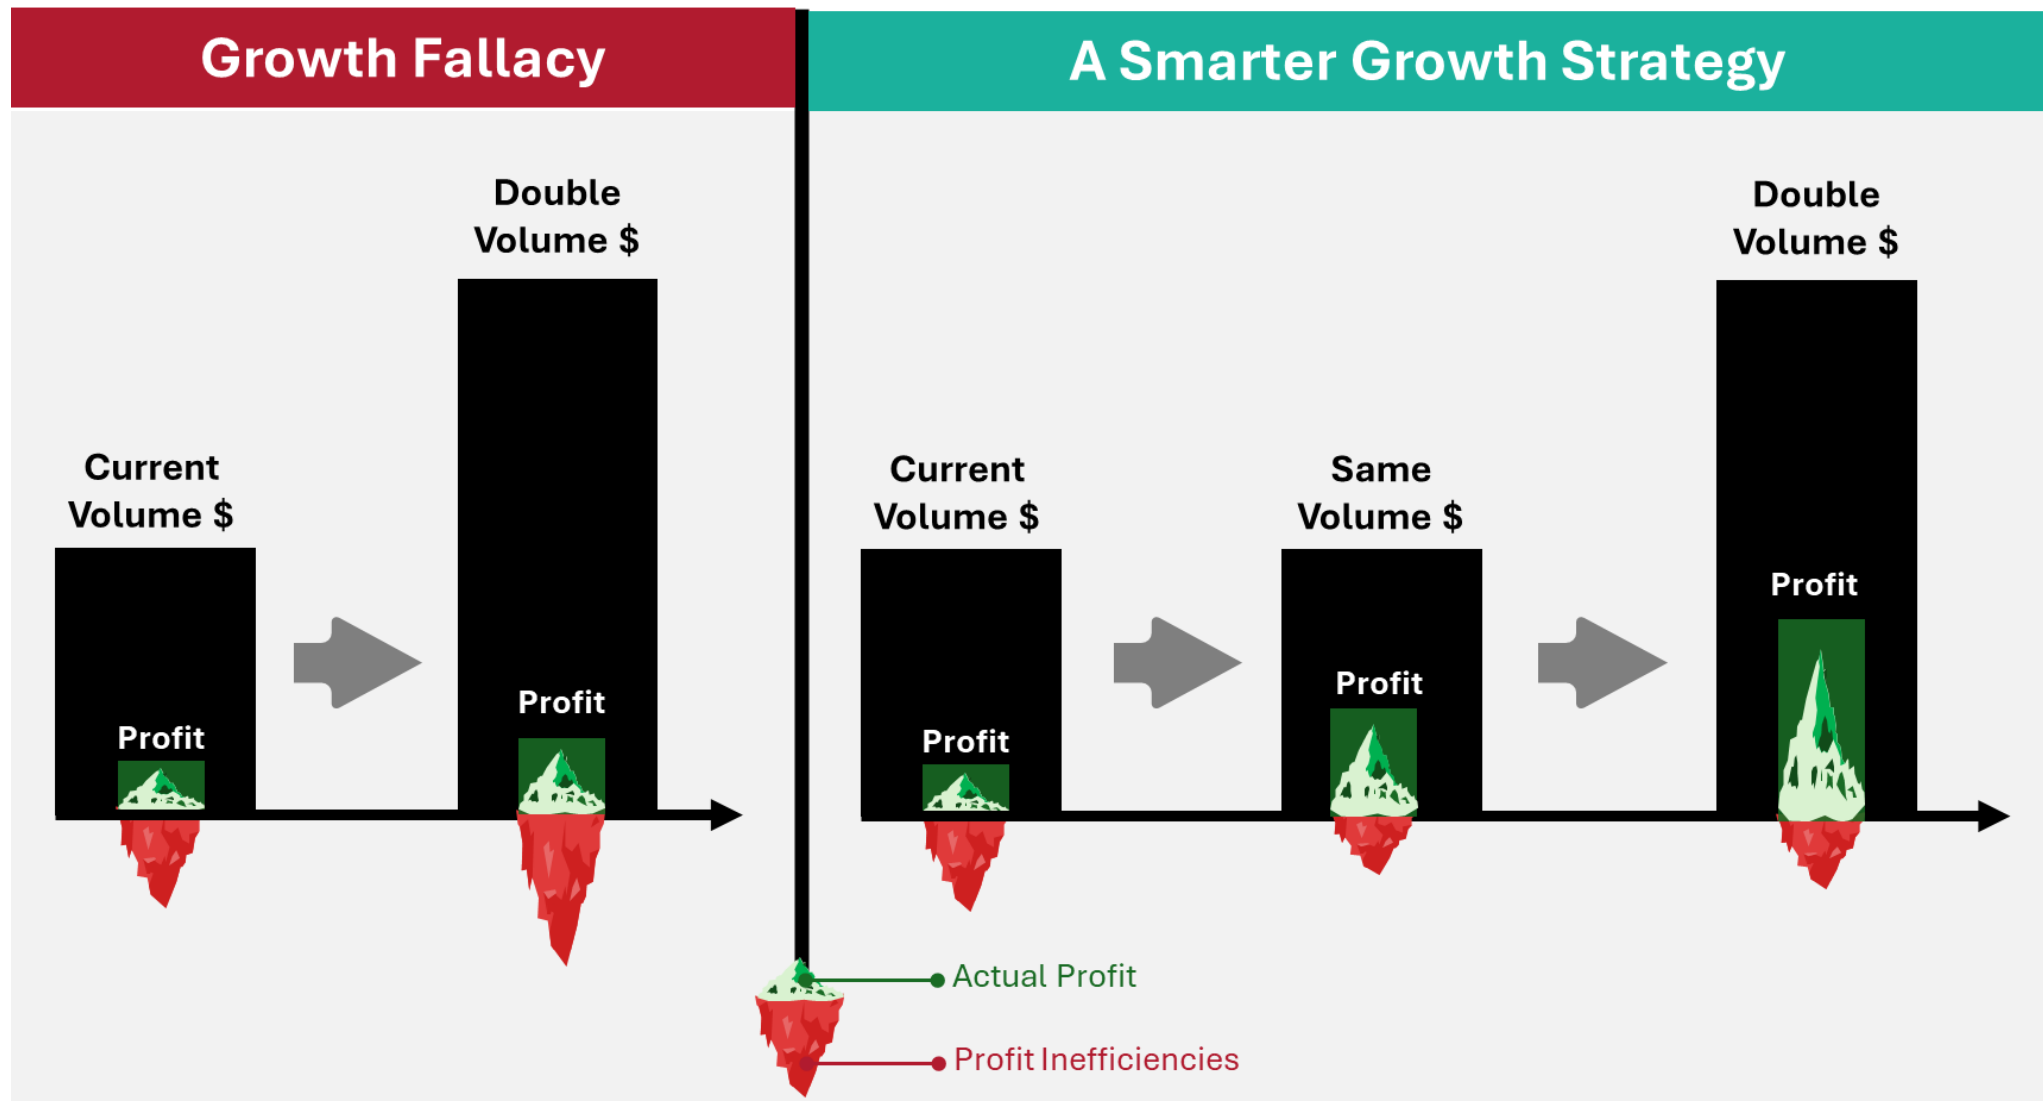 Growth Fallacy
A Smarter Growth Strategy
Double
Volume $
Current
Volume $
Profit
Profit
Double
Volume $
Current
Volume $
Same
Volume $
Profit
Profit
Profit
Actual Profit
Profit Inefficiencies